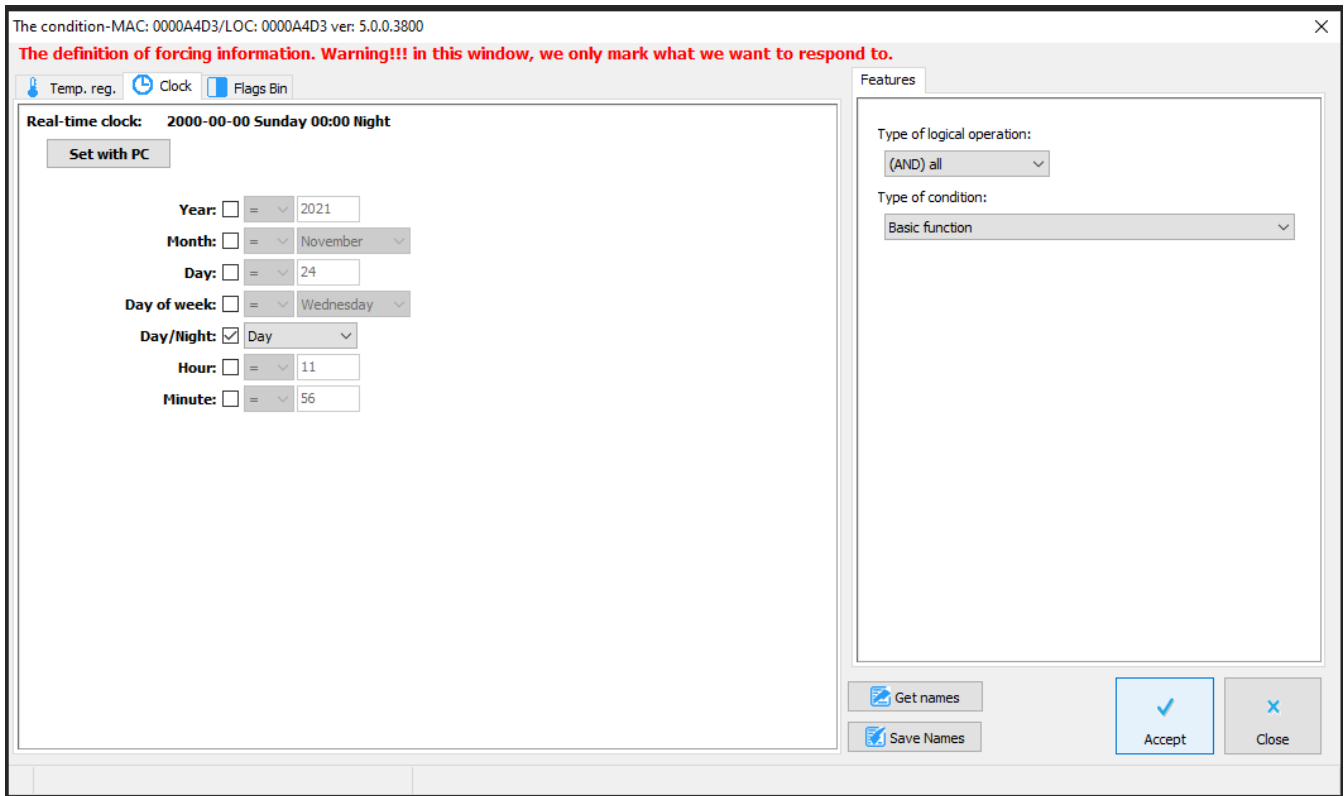 The condition-MAC: 0000A4D3/LOC: 0000A4D3 ver: 5.0.0.3800
The definition of forcing information. Warning!!! in this window, we only mark what we want to respond to.
Temp. reg. Clock Flags Bin
Real-time clock: 2000-00-00 Sunday 00:00 Night
Set with PC
Year: = 2021
Month: = November
Day: = 24
Day of week: = Wednesday
Day/Night: Day
Hour: = 11
Minute: = 56
Features
Type of logical operation:
(AND) all
Type of condition:
Basic function
Get names
Save Names
Accept
Close